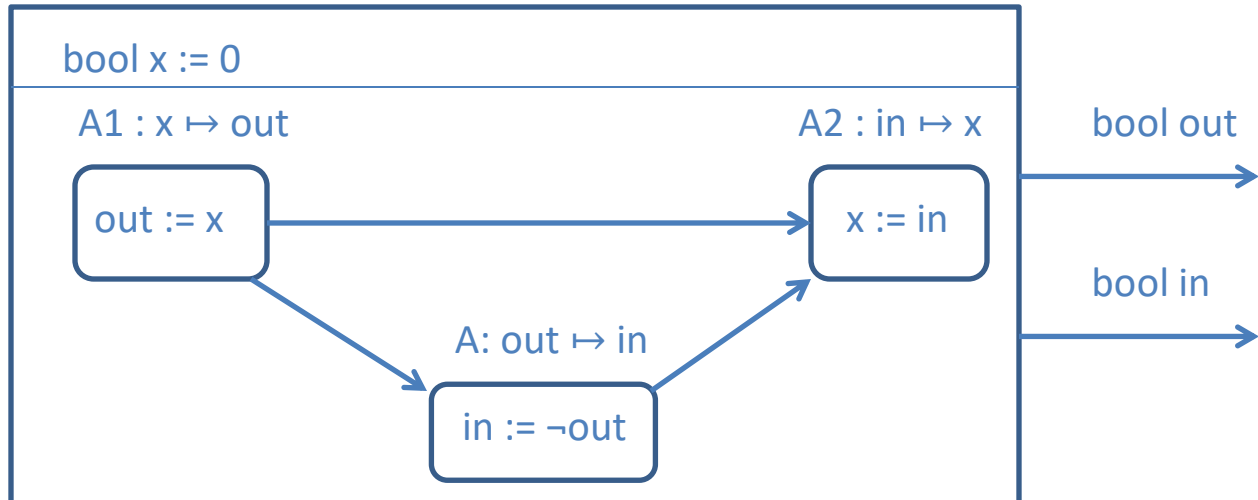 bool x := 0
A1 : x ↦ out
A2 : in ↦ x
bool out
out := x
x := in
bool in
A: out ↦ in
in := ¬out